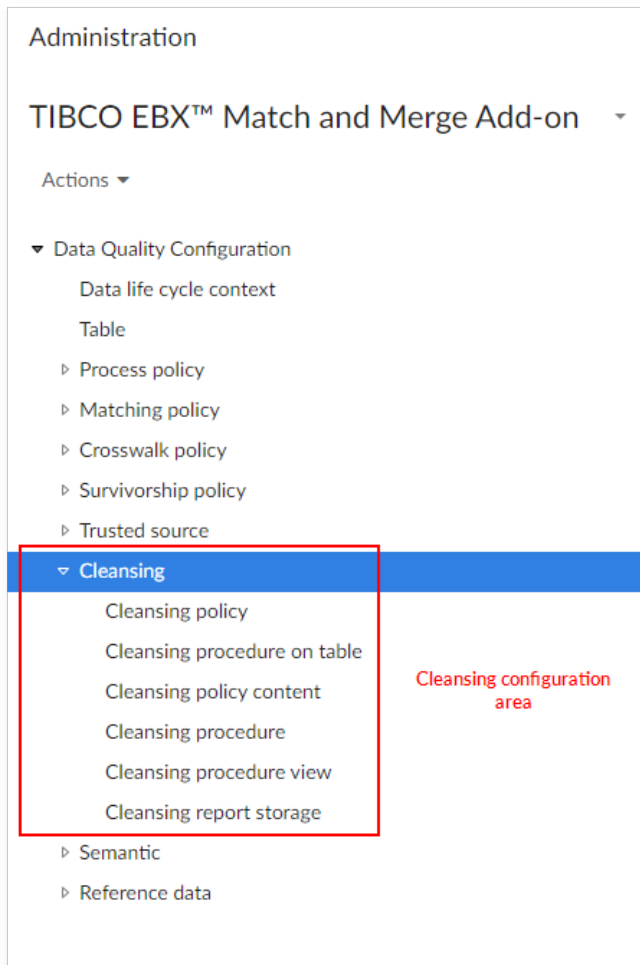 Administration
TIBCO EBX™ Match and Merge Add-on
Actions
Data Quality Configuration
Data life cycle context
Table
Process policy
Matching policy
Crosswalk policy
Survivorship policy
Trusted source
Cleansing
Cleansing policy
Cleansing procedure on table
Cleansing policy content
Cleansing procedure
Cleansing procedure view
Cleansing report storage
Cleansing configuration
area
Semantic
Reference data